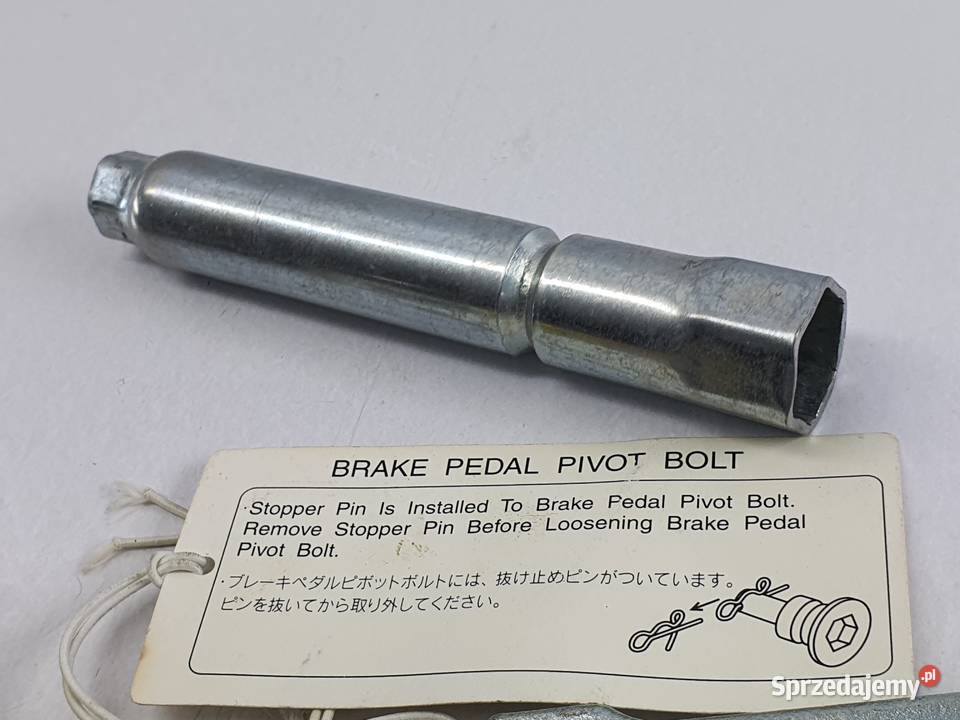 BRAKE PEDAL PIVOT BOLT
·Stopper Pin Is Installed To Brake Pedal Pivot Bolt.
Remove Stopper Pin Before Loosening Brake Pedal
Pivot Bolt.
·ブレーキペダルピボットボルトには、抜け止めピンがついています。
ピンを抜いてから取り外してください。
Sprzedajemy.pl